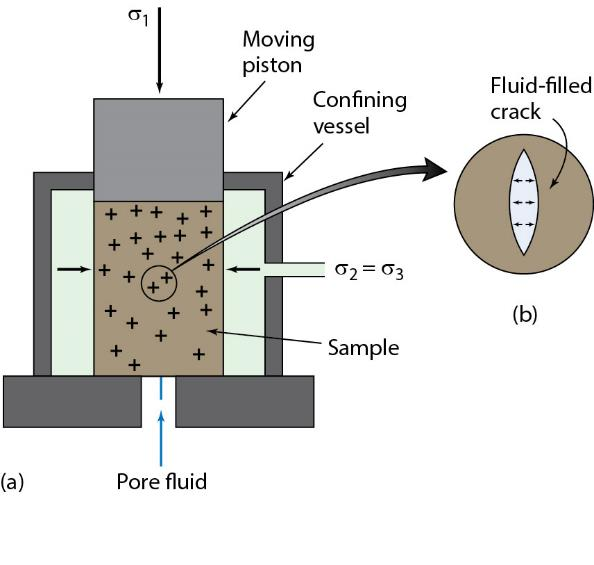 σ1
Moving
piston
Confining
vessel
Fluid-filled
crack
σ2 = σ3
(b)
Sample
(a)
Pore fluid